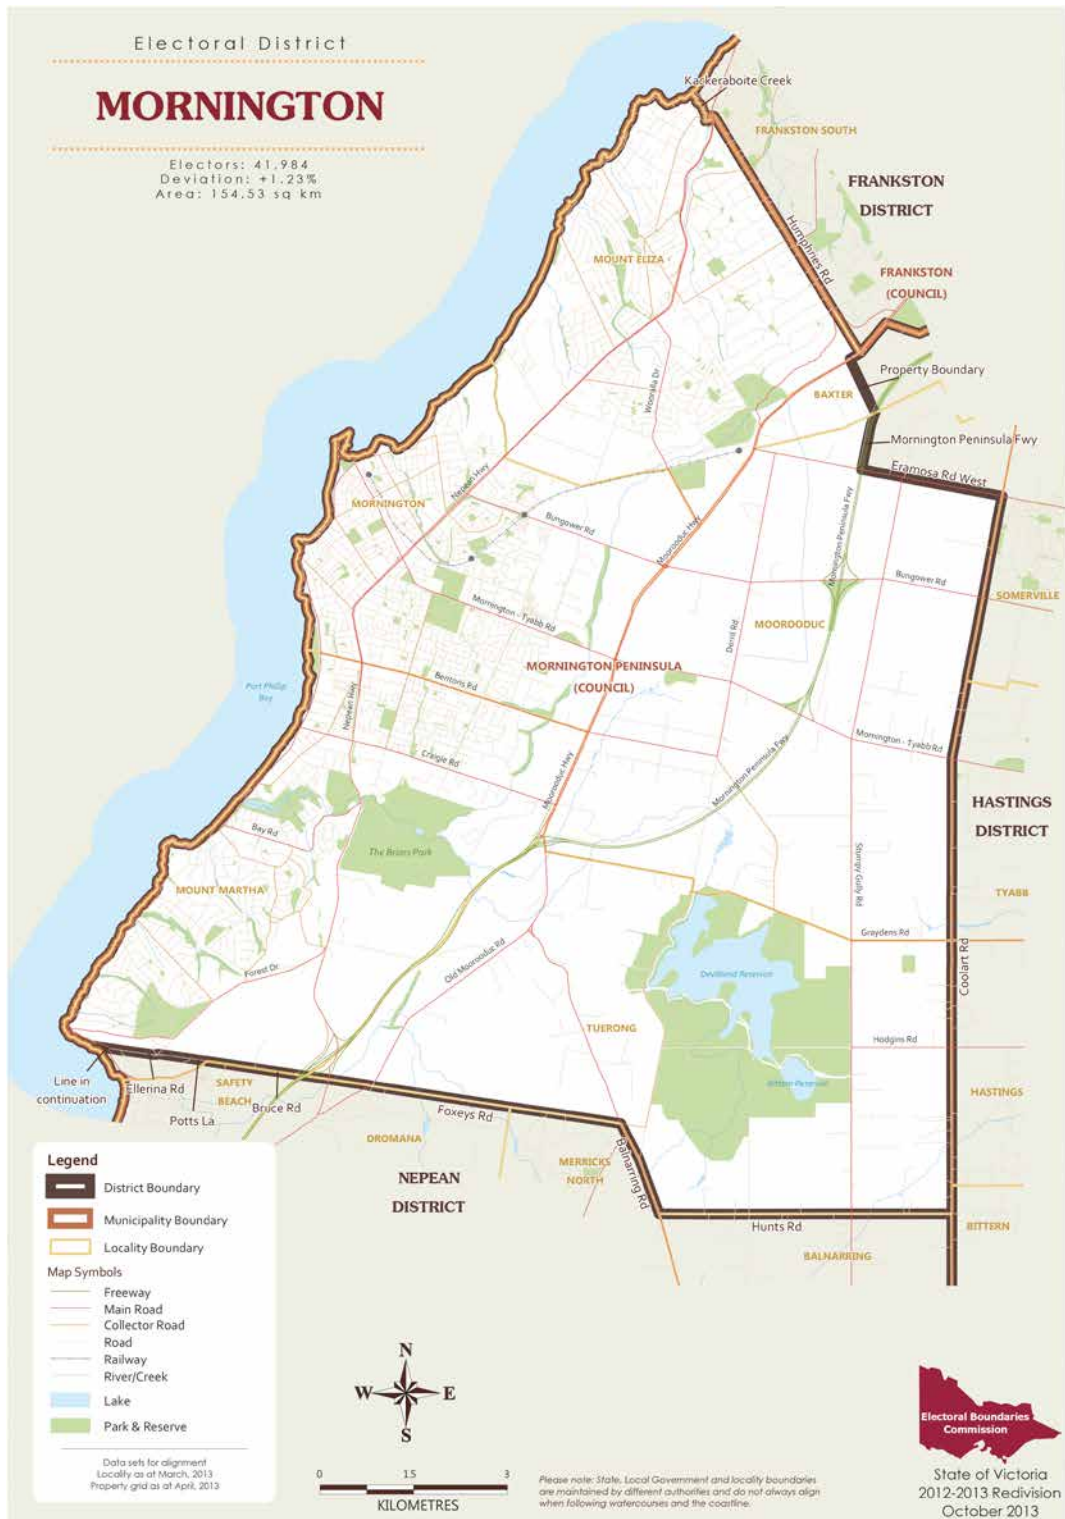 Electoral District
MORNINGTON
Electors: 41,984
Deviation: +1.23%
Area: 154.53 sq km
Kackeraboite Creek
FRANKSTON SOUTH
FRANKSTON
DISTRICT
Humphries Rd
MOUNT ELIZA
FRANKSTON
(COUNCIL)
Property Boundary
Wooralla Dr
BAXTER
Mornington Peninsula Fwy
Eramosa Rd West
Nepean Hwy
MORNINGTON
Bungower Rd
Moorooduc Hwy
Mornington Peninsula Fwy
Bungower Rd
SOMERVILLE
Mornington - Tyabb Rd
Derril Rd
MOOROODUC
MORNINGTON PENINSULA
(COUNCIL)
Port Phillip
Bay
Bentons Rd
Nepean Hwy
Mornington - Tyabb Rd
Craigie Rd
Moorooduc Hwy
Mornington Peninsula Fwy
HASTINGS
DISTRICT
Bay Rd
The Briars Park
Stumpy Gully Rd
MOUNT MARTHA
TYABB
Graydens Rd
Old Moorooduc Rd
Forest Dr
Devilbend Reservoir
Coolart Rd
TUERONG
Hodgins Rd
Bittern Reservoir
Line in
continuation
Ellerina Rd
SAFETY
BEACH
Bruce Rd
Potts La
Foxeys Rd
HASTINGS
DROMANA
Balnarring Rd
MERRICKS
NORTH
NEPEAN
DISTRICT
Hunts Rd
BITTERN
BALNARRING
Legend
District Boundary
Municipality Boundary
Locality Boundary
Map Symbols
Freeway
Main Road
Collector Road
Road
Railway
River/Creek
Lake
Park & Reserve
Data sets for alignment
Locality as at March, 2013
Property grid as at April, 2013
N
W E
S
0 1.5 3
KILOMETRES
Please note: State, Local Government and locality boundaries
are maintained by different authorities and do not always align
when following watercourses and the coastline.
Electoral Boundaries
Commission
State of Victoria
2012-2013 Redivision
October 2013